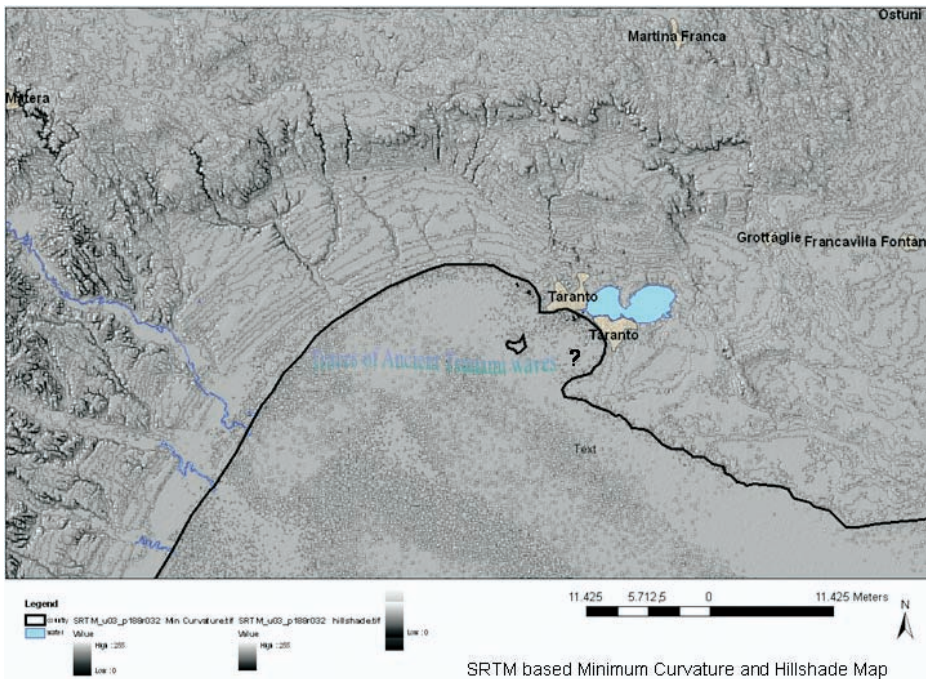 Ostuni
Martina Franca
Matera
Grottaglie
Francavilla Fontan
Taranto
Taranto
Traces of Ancient Tsunami waves
?
Text
Legend
county
water
SRTM_u03_p188r032 Min Curvature.tif
Value
High : 255
Low : 0
SRTM_u03_p188r032 hillshade.tif
Value
High : 255
Low : 0
Low : 0
11.425 5.712,5 0 11.425 Meters
N
SRTM based Minimum Curvature and Hillshade Map